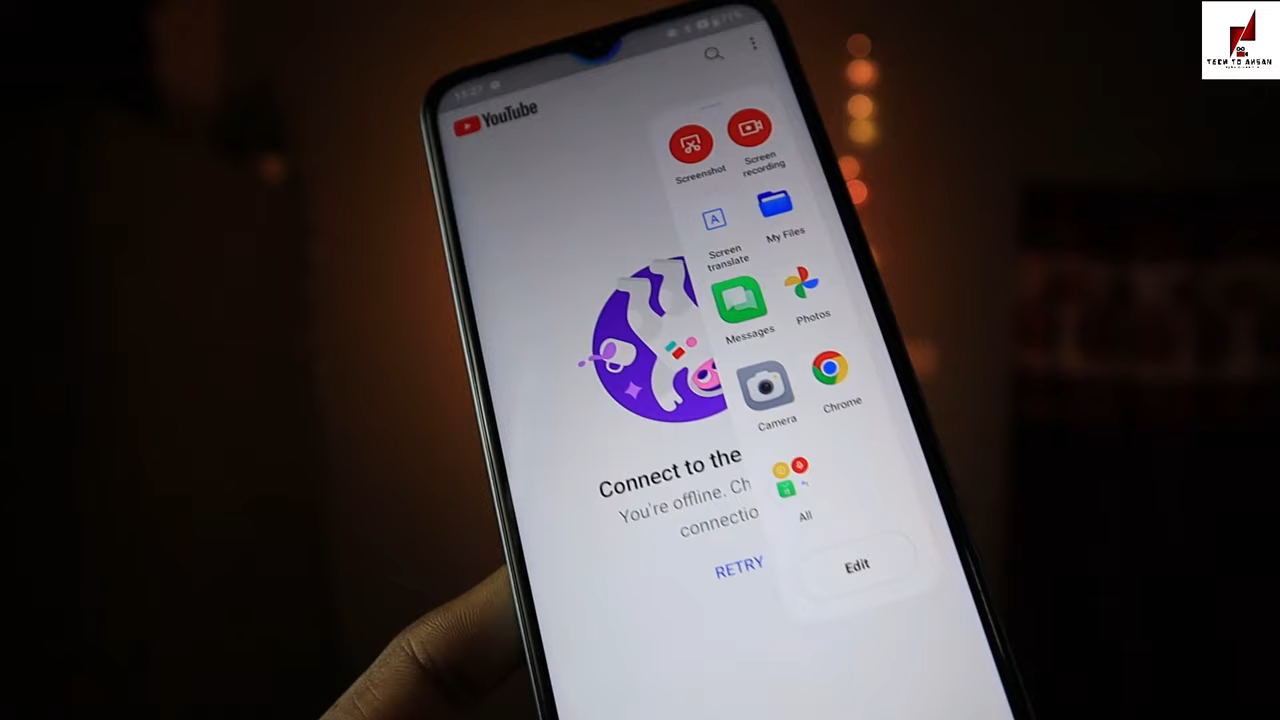 YouTube
Screenshot
Screen
recording
A
Screen
translate
My Files
Messages
Photos
Camera
Chrome
All
Edit
Connect to the
You're offline. Ch
connectio
RETRY
TECH TO AHSAN